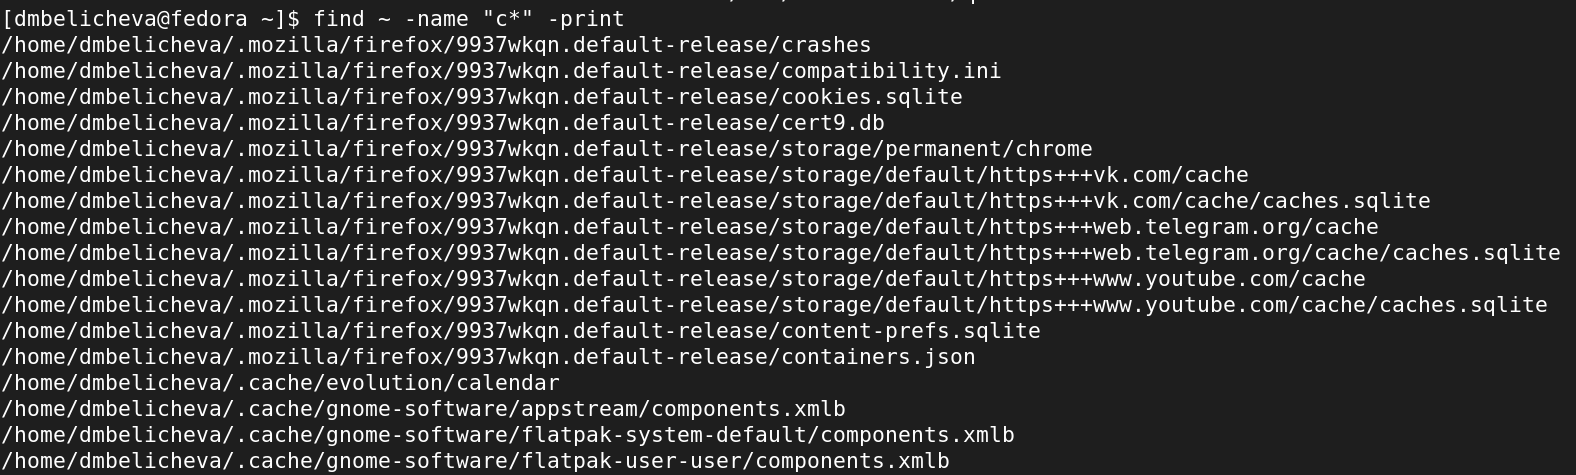 [dmbelicheva@fedora ~]$ find ~ -name "c*" -print
/home/dmbelicheva/.mozilla/firefox/9937wkqn.default-release/crashes
/home/dmbelicheva/.mozilla/firefox/9937wkqn.default-release/compatibility.ini
/home/dmbelicheva/.mozilla/firefox/9937wkqn.default-release/cookies.sqlite
/home/dmbelicheva/.mozilla/firefox/9937wkqn.default-release/cert9.db
/home/dmbelicheva/.mozilla/firefox/9937wkqn.default-release/storage/permanent/chrome
/home/dmbelicheva/.mozilla/firefox/9937wkqn.default-release/storage/default/https+++vk.com/cache
/home/dmbelicheva/.mozilla/firefox/9937wkqn.default-release/storage/default/https+++vk.com/cache/caches.sqlite
/home/dmbelicheva/.mozilla/firefox/9937wkqn.default-release/storage/default/https+++web.telegram.org/cache
/home/dmbelicheva/.mozilla/firefox/9937wkqn.default-release/storage/default/https+++web.telegram.org/cache/caches.sqlite
/home/dmbelicheva/.mozilla/firefox/9937wkqn.default-release/storage/default/https+++www.youtube.com/cache
/home/dmbelicheva/.mozilla/firefox/9937wkqn.default-release/storage/default/https+++www.youtube.com/cache/caches.sqlite
/home/dmbelicheva/.mozilla/firefox/9937wkqn.default-release/content-prefs.sqlite
/home/dmbelicheva/.mozilla/firefox/9937wkqn.default-release/containers.json
/home/dmbelicheva/.cache/evolution/calendar
/home/dmbelicheva/.cache/gnome-software/appstream/components.xmlb
/home/dmbelicheva/.cache/gnome-software/flatpak-system-default/components.xmlb
/home/dmbelicheva/.cache/gnome-software/flatpak-user-user/components.xmlb